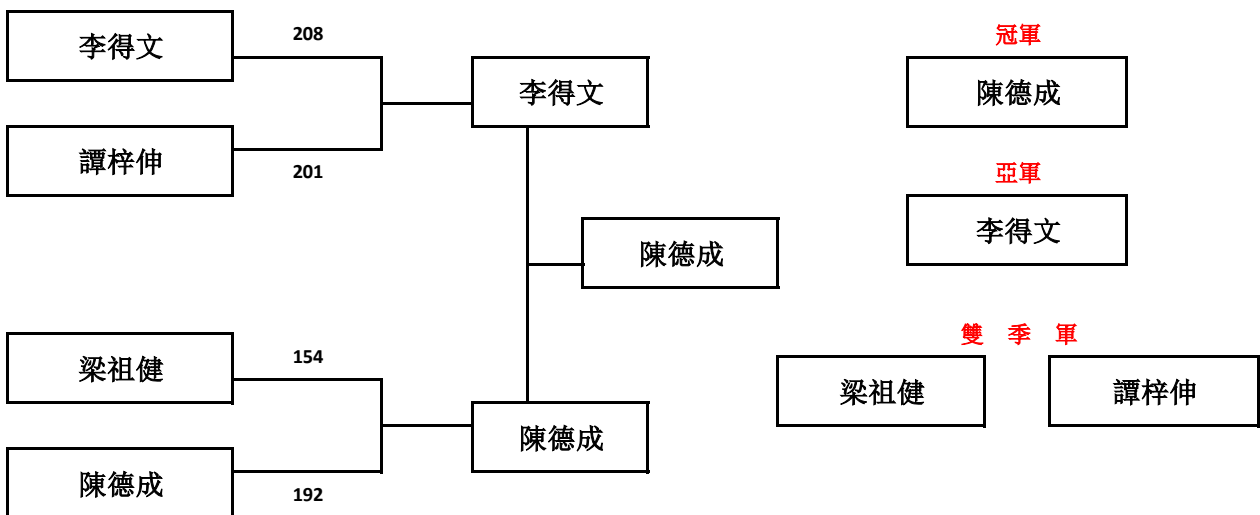 李得文
208
譚梓伸
201
李得文
陳德成
梁祖健
154
陳德成
192
陳德成
冠軍
陳德成
亞軍
李得文
雙 季 軍
梁祖健
譚梓伸